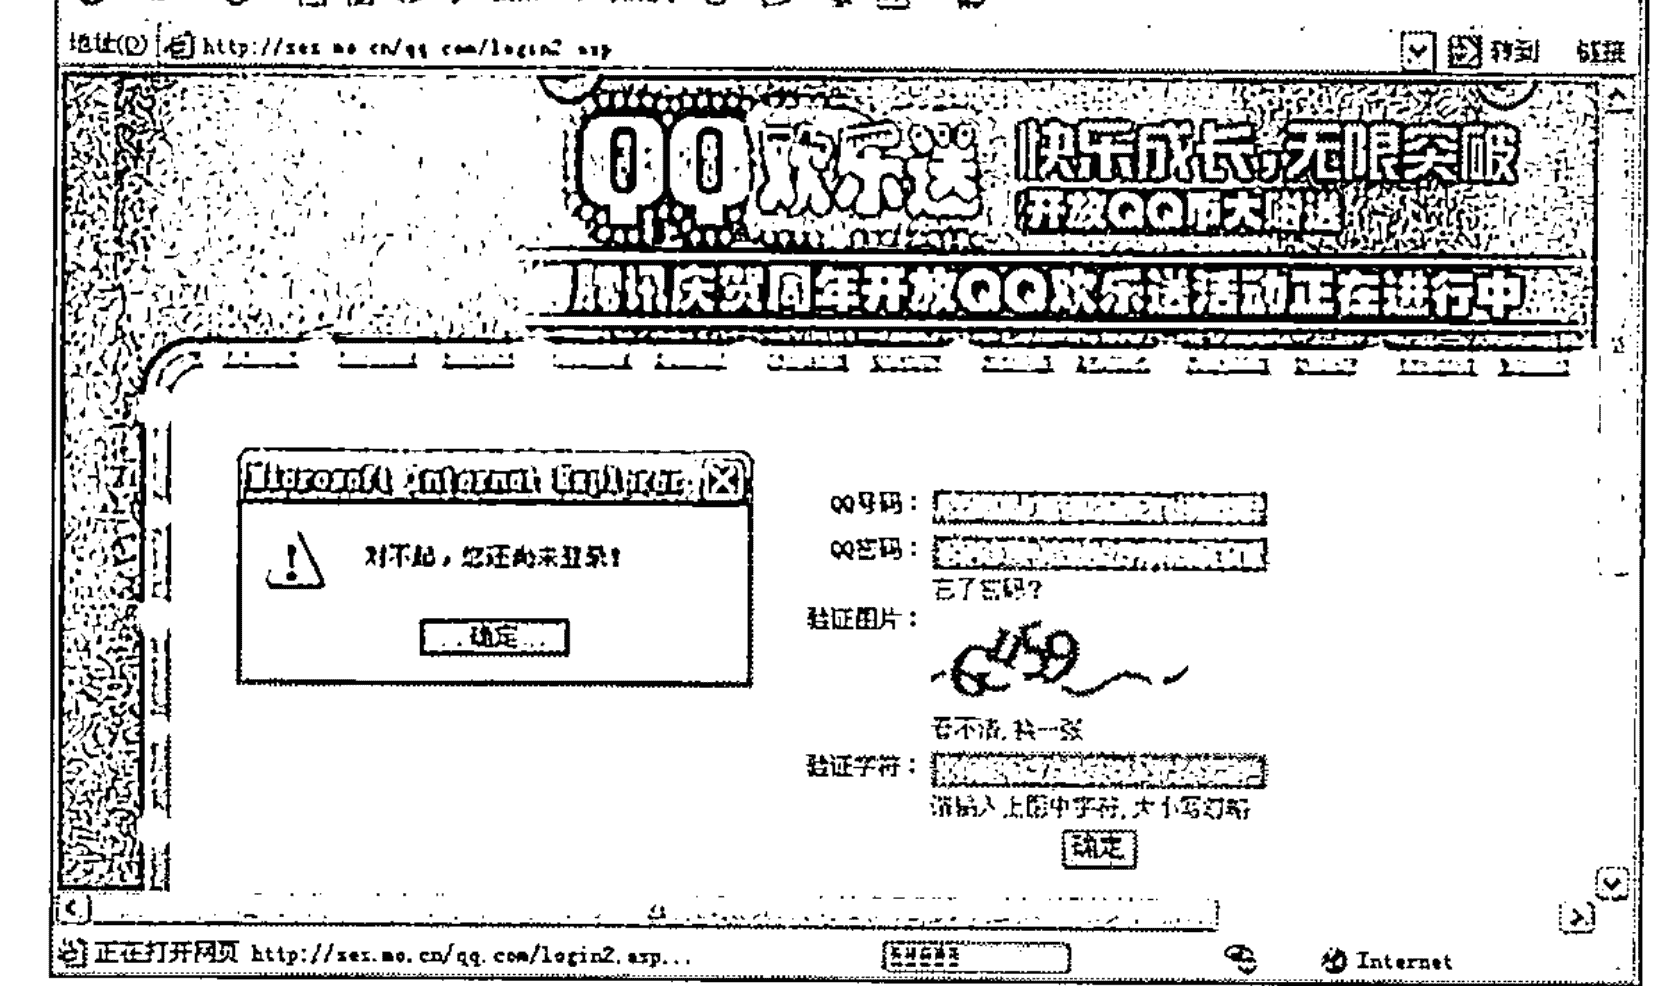 地址(D) http://sex.mo.cn/qq.com/login2.asp 转到 链接
QQ欢乐送 快乐成长,无限突破
开放QQ币大赠送
腾讯庆贺周年开放QQ欢乐送活动正在进行中
Microsoft Internet Explorer
对不起，您还尚未登录!
确定
QQ号码：
QQ密码：
忘了密码?
验证图片：
看不清,换一张
验证字符：
请输入上图中字符,大小写忽略
确定
正在打开网页 http://sex.mo.cn/qq.com/login2.asp...
Internet